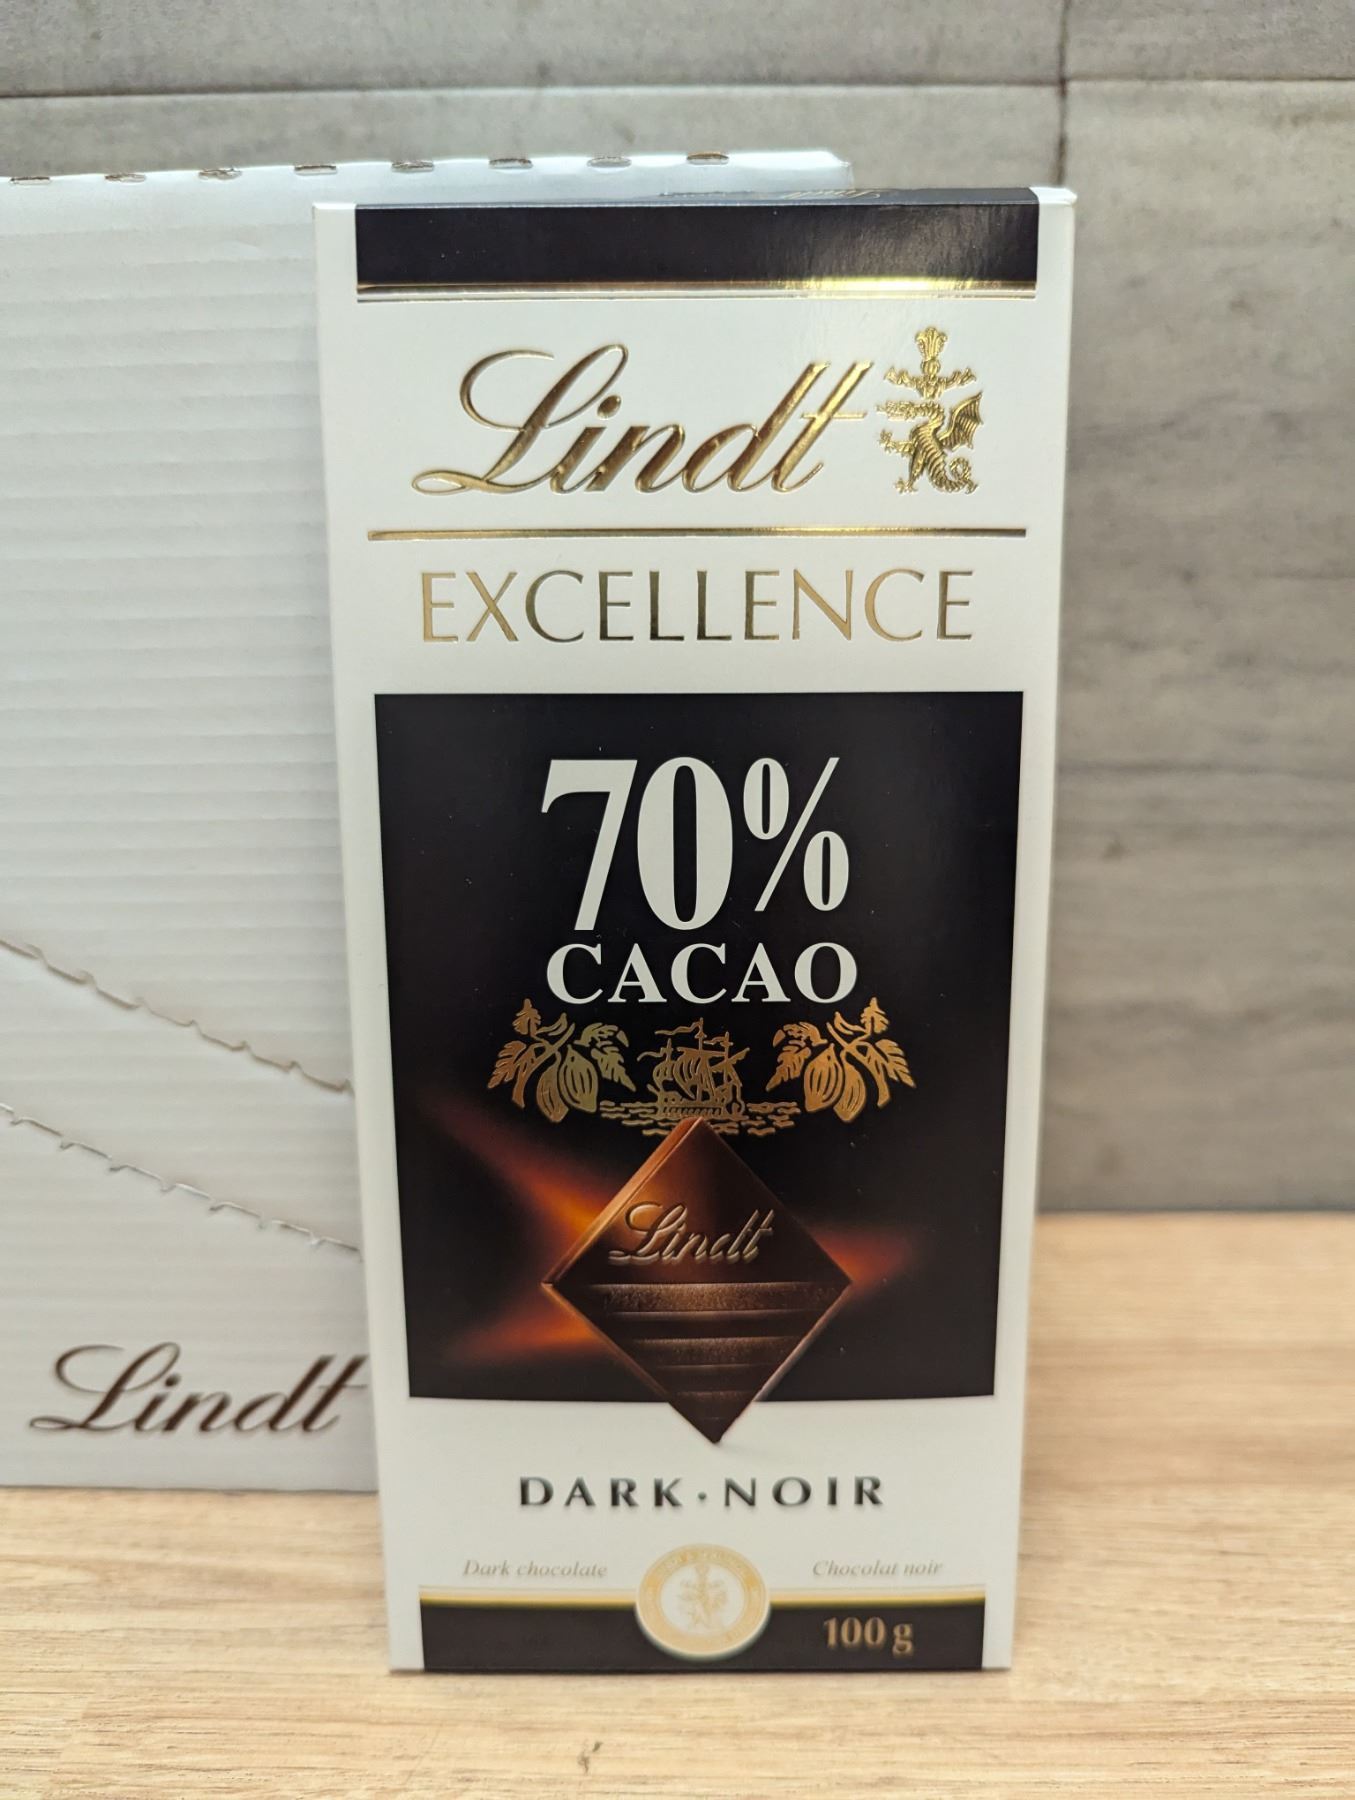 Lindt
EXCELLENCE
70%
CACAO
Lindt
DARK·NOIR
Dark chocolate
Chocolat noir
100 g
Lindt